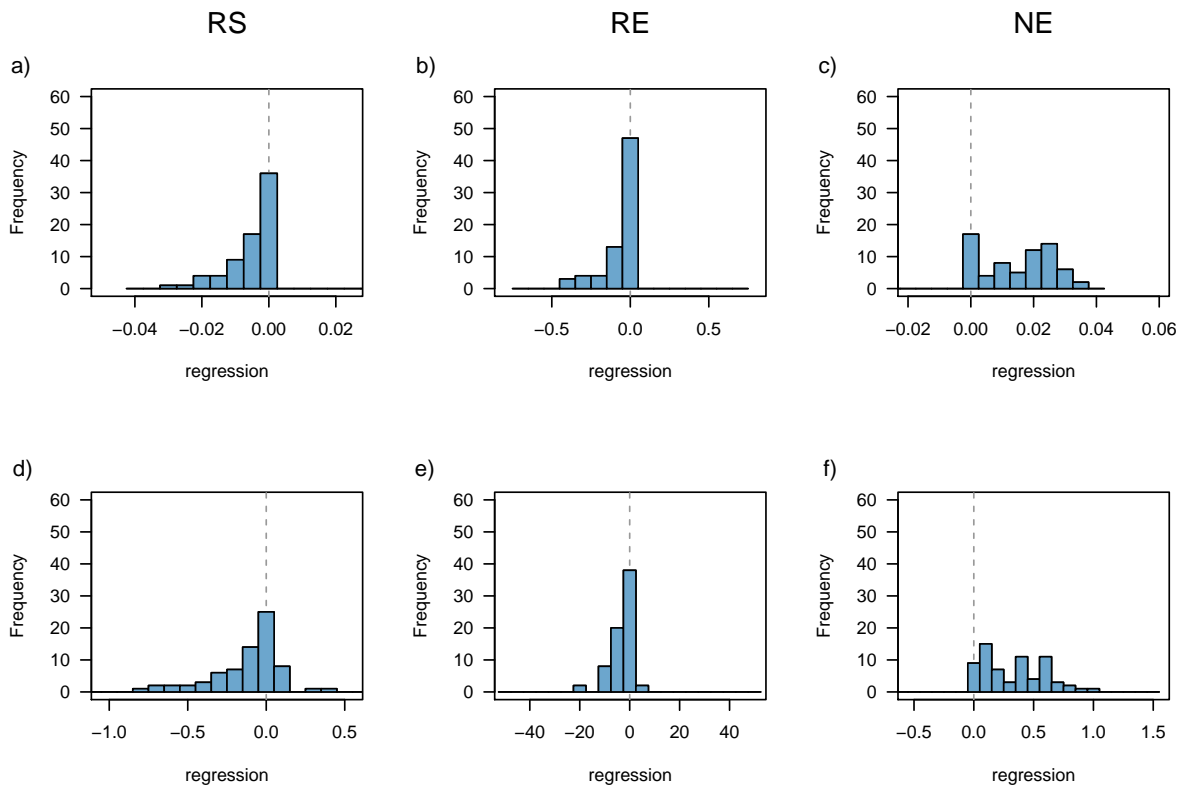 RS RE NE
a) b) c)
60 60 60
50 50 50
40 40 40
30 30 30
20 20 20
10 10 10
0 0 0
Frequency Frequency Frequency
−0.04 −0.02 0.00 0.02 −0.5 0.0 0.5 −0.02 0.00 0.02 0.04 0.06
regression regression regression
d) e) f)
60 60 60
50 50 50
40 40 40
30 30 30
20 20 20
10 10 10
0 0 0
Frequency Frequency Frequency
−1.0 −0.5 0.0 0.5 −40 −20 0 20 40 −0.5 0.0 0.5 1.0 1.5
regression regression regression